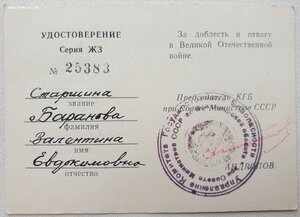 УДОСТОВЕРЕНИЕ
Серия ЖЗ
№ 25383
Старшина
звание
Баранова
фамилия
Валентина
имя
Евдокимовна
отчество
За доблесть и отвагу
в Великой Отечественной
войне.
Председатель КГБ
при Совете Министров СССР
АНДРОПОВ.